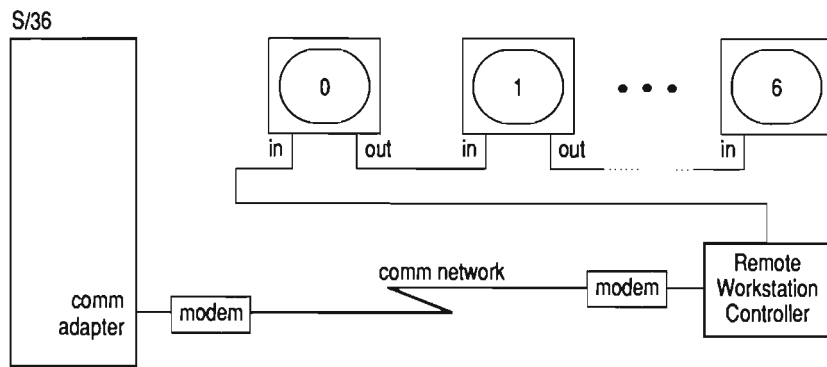 S/36
0
1
6
in
out
in
out
in
comm network
comm
adapter
modem
modem
Remote
Workstation
Controller